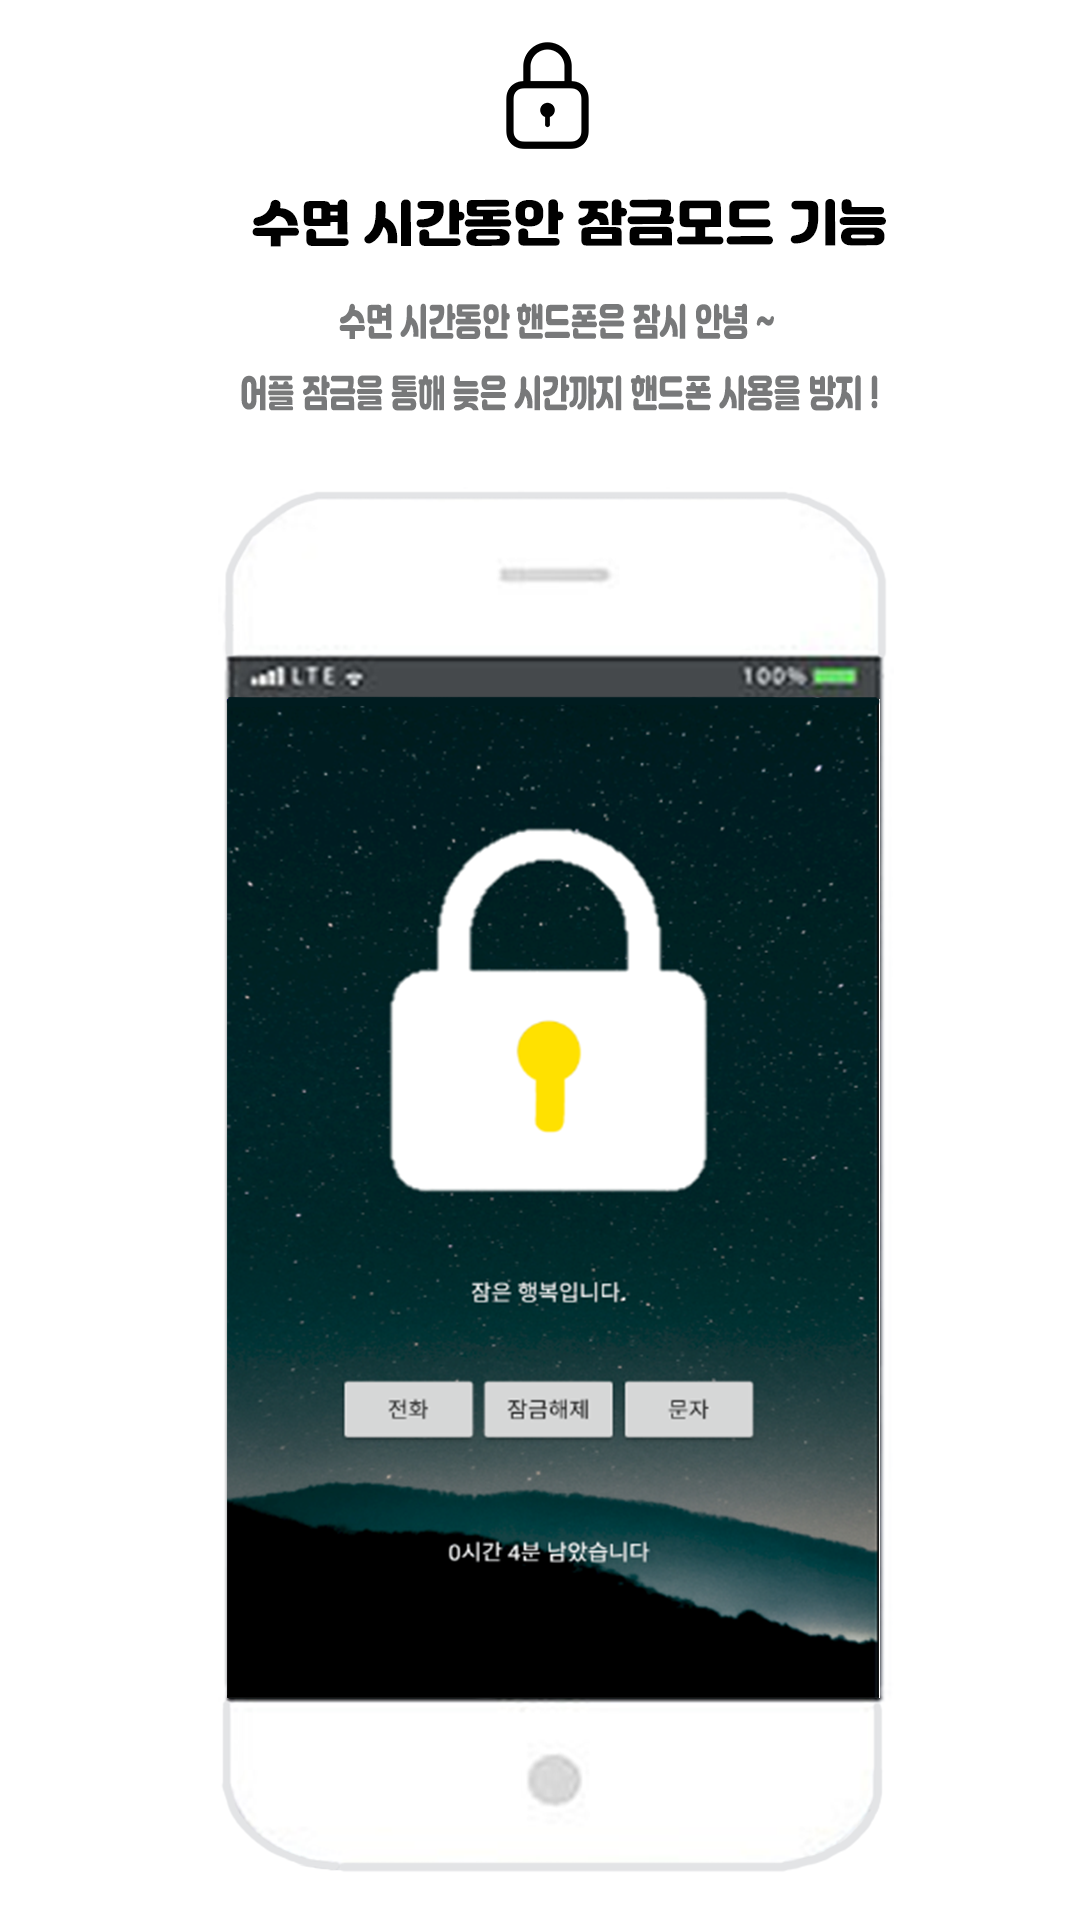 수면 시간동안 잠금모드 기능
수면 시간동안 핸드폰은 잠시 안녕 ~
어플 잠금을 통해 늦은 시간까지 핸드폰 사용을 방지 !
LTE 100%
잠은 행복입니다.
전화 잠금해제 문자
0시간 4분 남았습니다